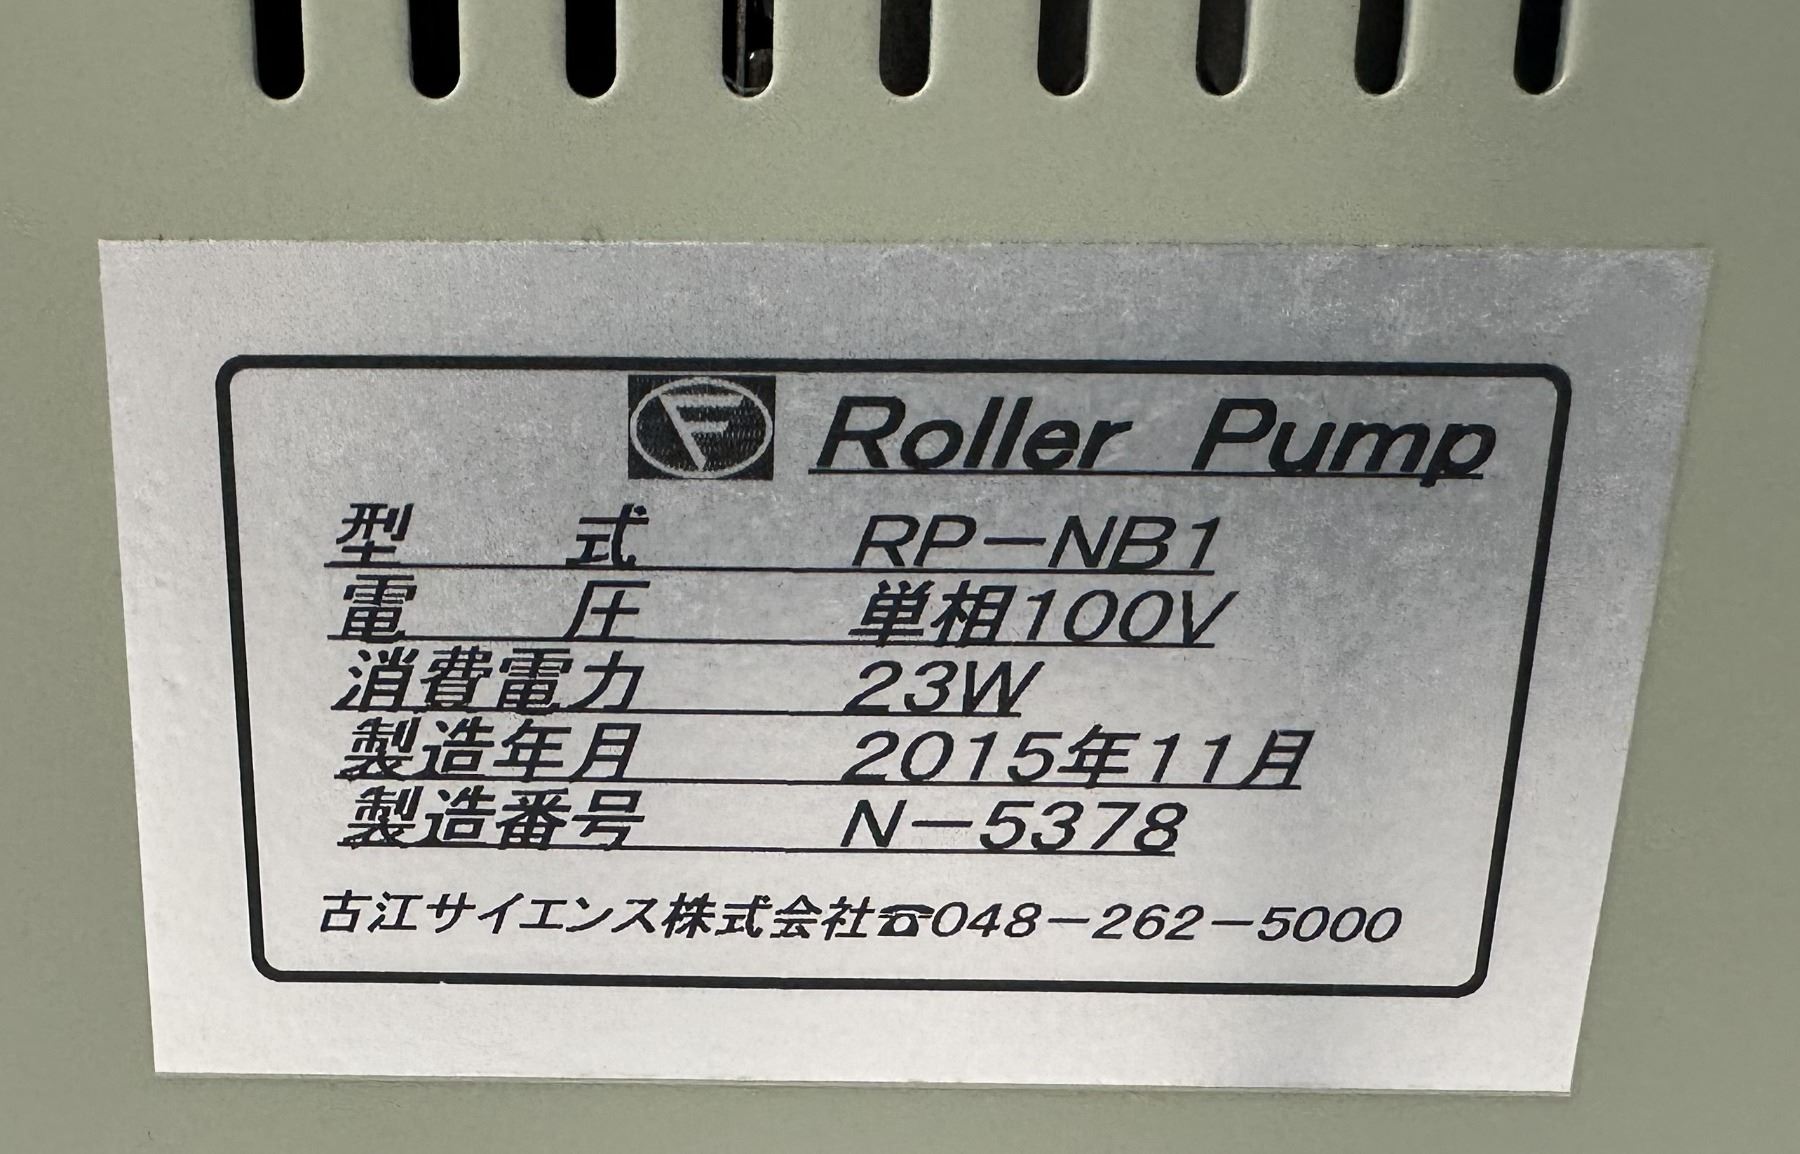 F Roller Pump
型式 RP-NB1
電圧 単相100V
消費電力 23W
製造年月 2015年11月
製造番号 N-5378
古江サイエンス株式会社☎048-262-5000